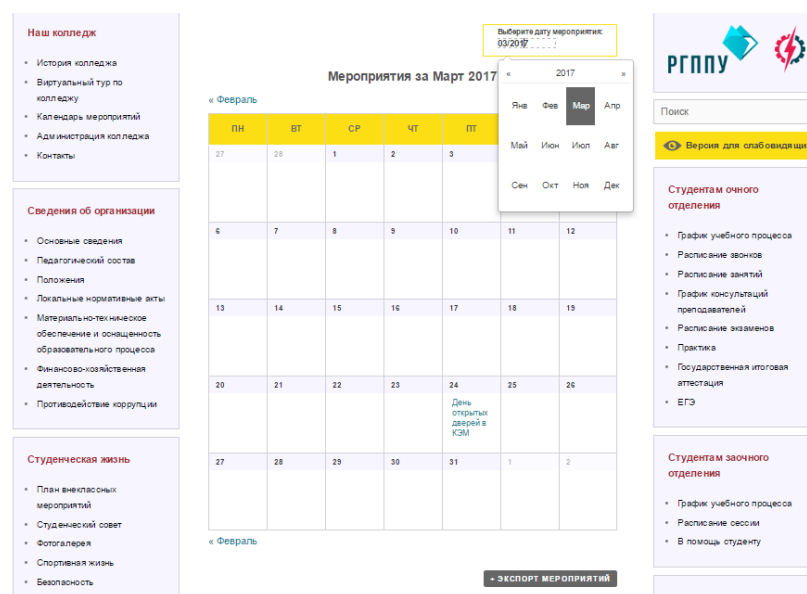 Наш колледж
История колледжа
Виртуальный тур по
колледжу
Календарь мероприятий
Администрация колледжа
Контакты
Сведения об организации
Основные сведения
Педагогический состав
Положения
Локальные нормативные акты
Материально-техническое
обеспечение и оснащенность
образовательного процесса
Финансово-хозяйственная
деятельность
Противодействие коррупции
Студенческая жизнь
План внеклассных
мероприятий
Студенческий совет
Фотогалерея
Спортивная жизнь
Безопасность
Выберите дату мероприятия:
03/2017
Мероприятия за Март 2017
« 2017 »
Янв Фев Мар Апр
Май Июн Июл Авг
Сен Окт Ноя Дек
« Февраль
ПН ВТ СР ЧТ ПТ
27 28 1 2 3
6 7 8 9 10 11 12
13 14 15 16 17 18 19
20 21 22 23 24 25 26
День
открытых
дверей в
КЭМ
27 28 29 30 31 1 2
« Февраль
+ ЭКСПОРТ МЕРОПРИЯТИЙ
РГППУ
Поиск
Версия для слабовидящи
Студентам очного
отделения
График учебного процесса
Расписание звонков
Расписание занятий
График консультаций
преподавателей
Расписание экзаменов
Практика
Государственная итоговая
аттестация
ЕГЭ
Студентам заочного
отделения
График учебного процесса
Расписание сессии
В помощь студенту